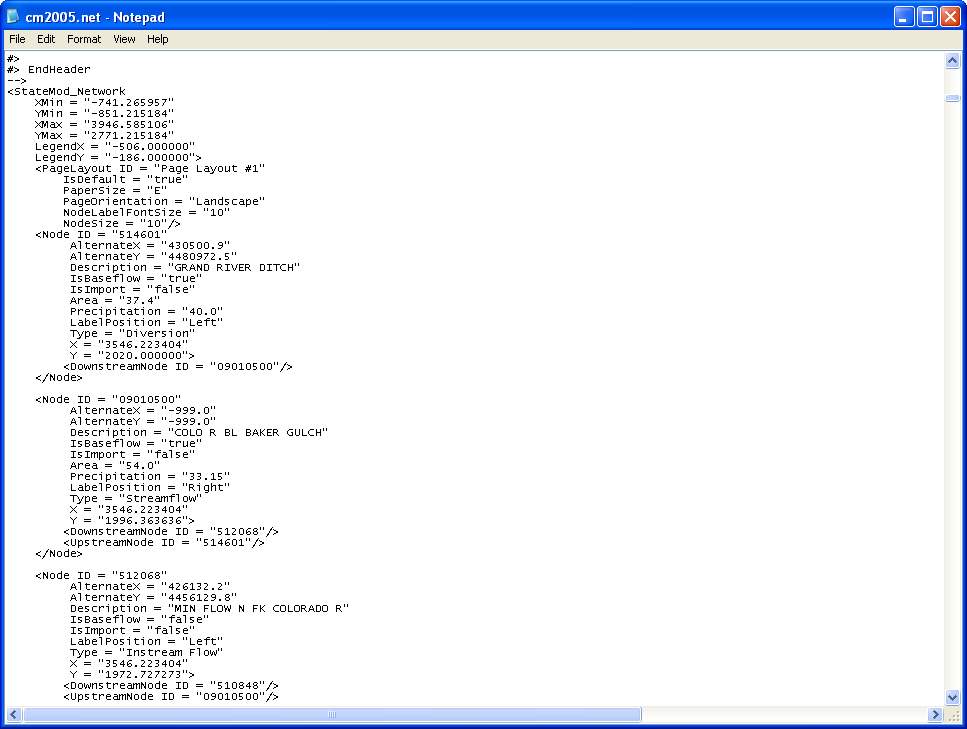 cm2005.net - Notepad
File Edit Format View Help
#>
#> EndHeader
-->
<StateMod_Network
    XMin = "-741.265957"
    YMin = "-851.215184"
    XMax = "3946.585106"
    YMax = "2771.215184"
    LegendX = "-506.000000"
    LegendY = "-186.000000">
    <PageLayout ID = "Page Layout #1"
        IsDefault = "true"
        PaperSize = "E"
        PageOrientation = "Landscape"
        NodeLabelFontSize = "10"
        NodeSize = "10"/>
    <Node ID = "514601"
         AlternateX = "430500.9"
         AlternateY = "4480972.5"
         Description = "GRAND RIVER DITCH"
         IsBaseflow = "true"
         IsImport = "false"
         Area = "37.4"
         Precipitation = "40.0"
         LabelPosition = "Left"
         Type = "Diversion"
         X = "3546.223404"
         Y = "2020.000000">
        <DownstreamNode ID = "09010500"/>
    </Node>

    <Node ID = "09010500"
         AlternateX = "-999.0"
         AlternateY = "-999.0"
         Description = "COLO R BL BAKER GULCH"
         IsBaseflow = "true"
         IsImport = "false"
         Area = "54.0"
         Precipitation = "33.15"
         LabelPosition = "Right"
         Type = "Streamflow"
         X = "3546.223404"
         Y = "1996.363636">
        <DownstreamNode ID = "512068"/>
        <UpstreamNode ID = "514601"/>
    </Node>

    <Node ID = "512068"
         AlternateX = "426132.2"
         AlternateY = "4456129.8"
         Description = "MIN FLOW N FK COLORADO R"
         IsBaseflow = "false"
         IsImport = "false"
         LabelPosition = "Left"
         Type = "Instream Flow"
         X = "3546.223404"
         Y = "1972.727273">
        <DownstreamNode ID = "510848"/>
        <UpstreamNode ID = "09010500"/>